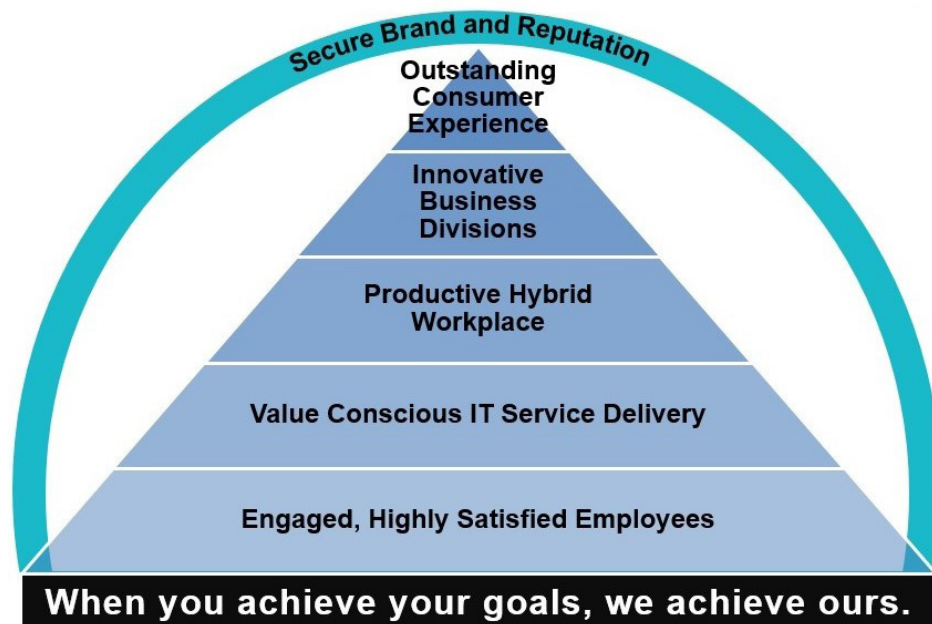 Secure Brand and Reputation
Outstanding
Consumer
Experience
Innovative
Business
Divisions
Productive Hybrid
Workplace
Value Conscious IT Service Delivery
Engaged, Highly Satisfied Employees
When you achieve your goals, we achieve ours.